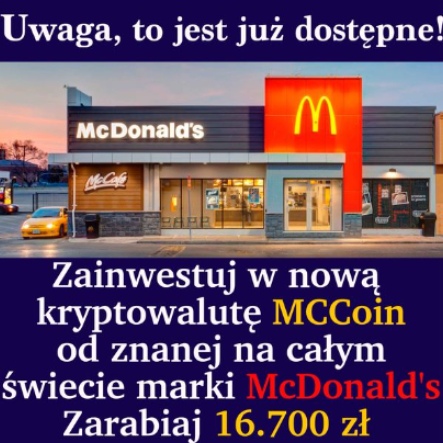 Uwaga, to jest już dostępne!
McDonald's
McCafe
Zainwestuj w nową
kryptowalutę MCCoin
od znanej na całym
świecie marki McDonald's
Zarabiaj 16.700 zł